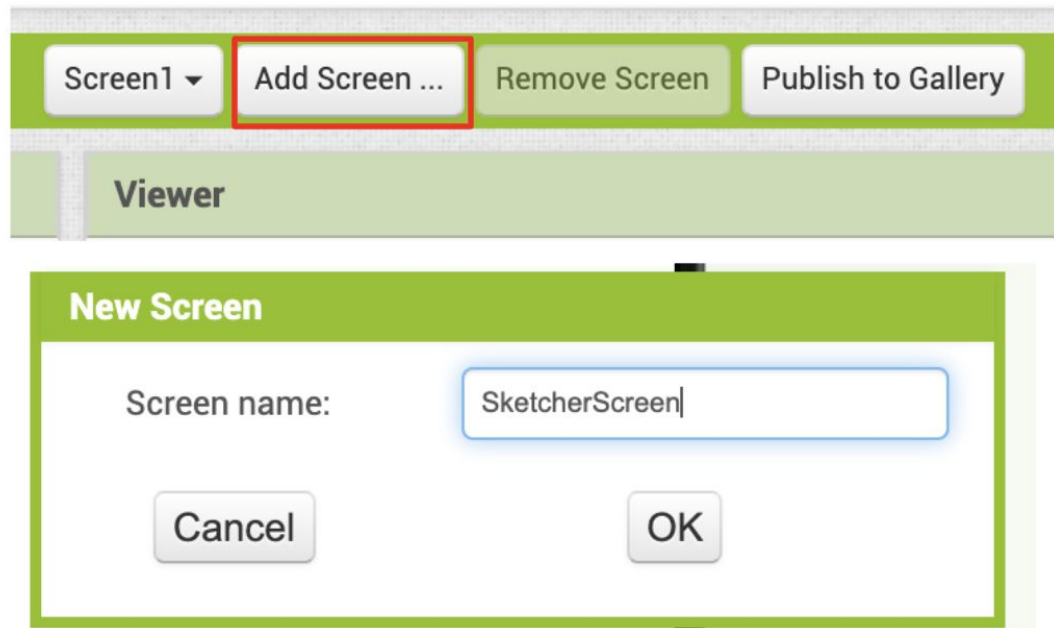 Screen1 Add Screen ... Remove Screen Publish to Gallery
Viewer
New Screen
Screen name: SketcherScreen
Cancel OK